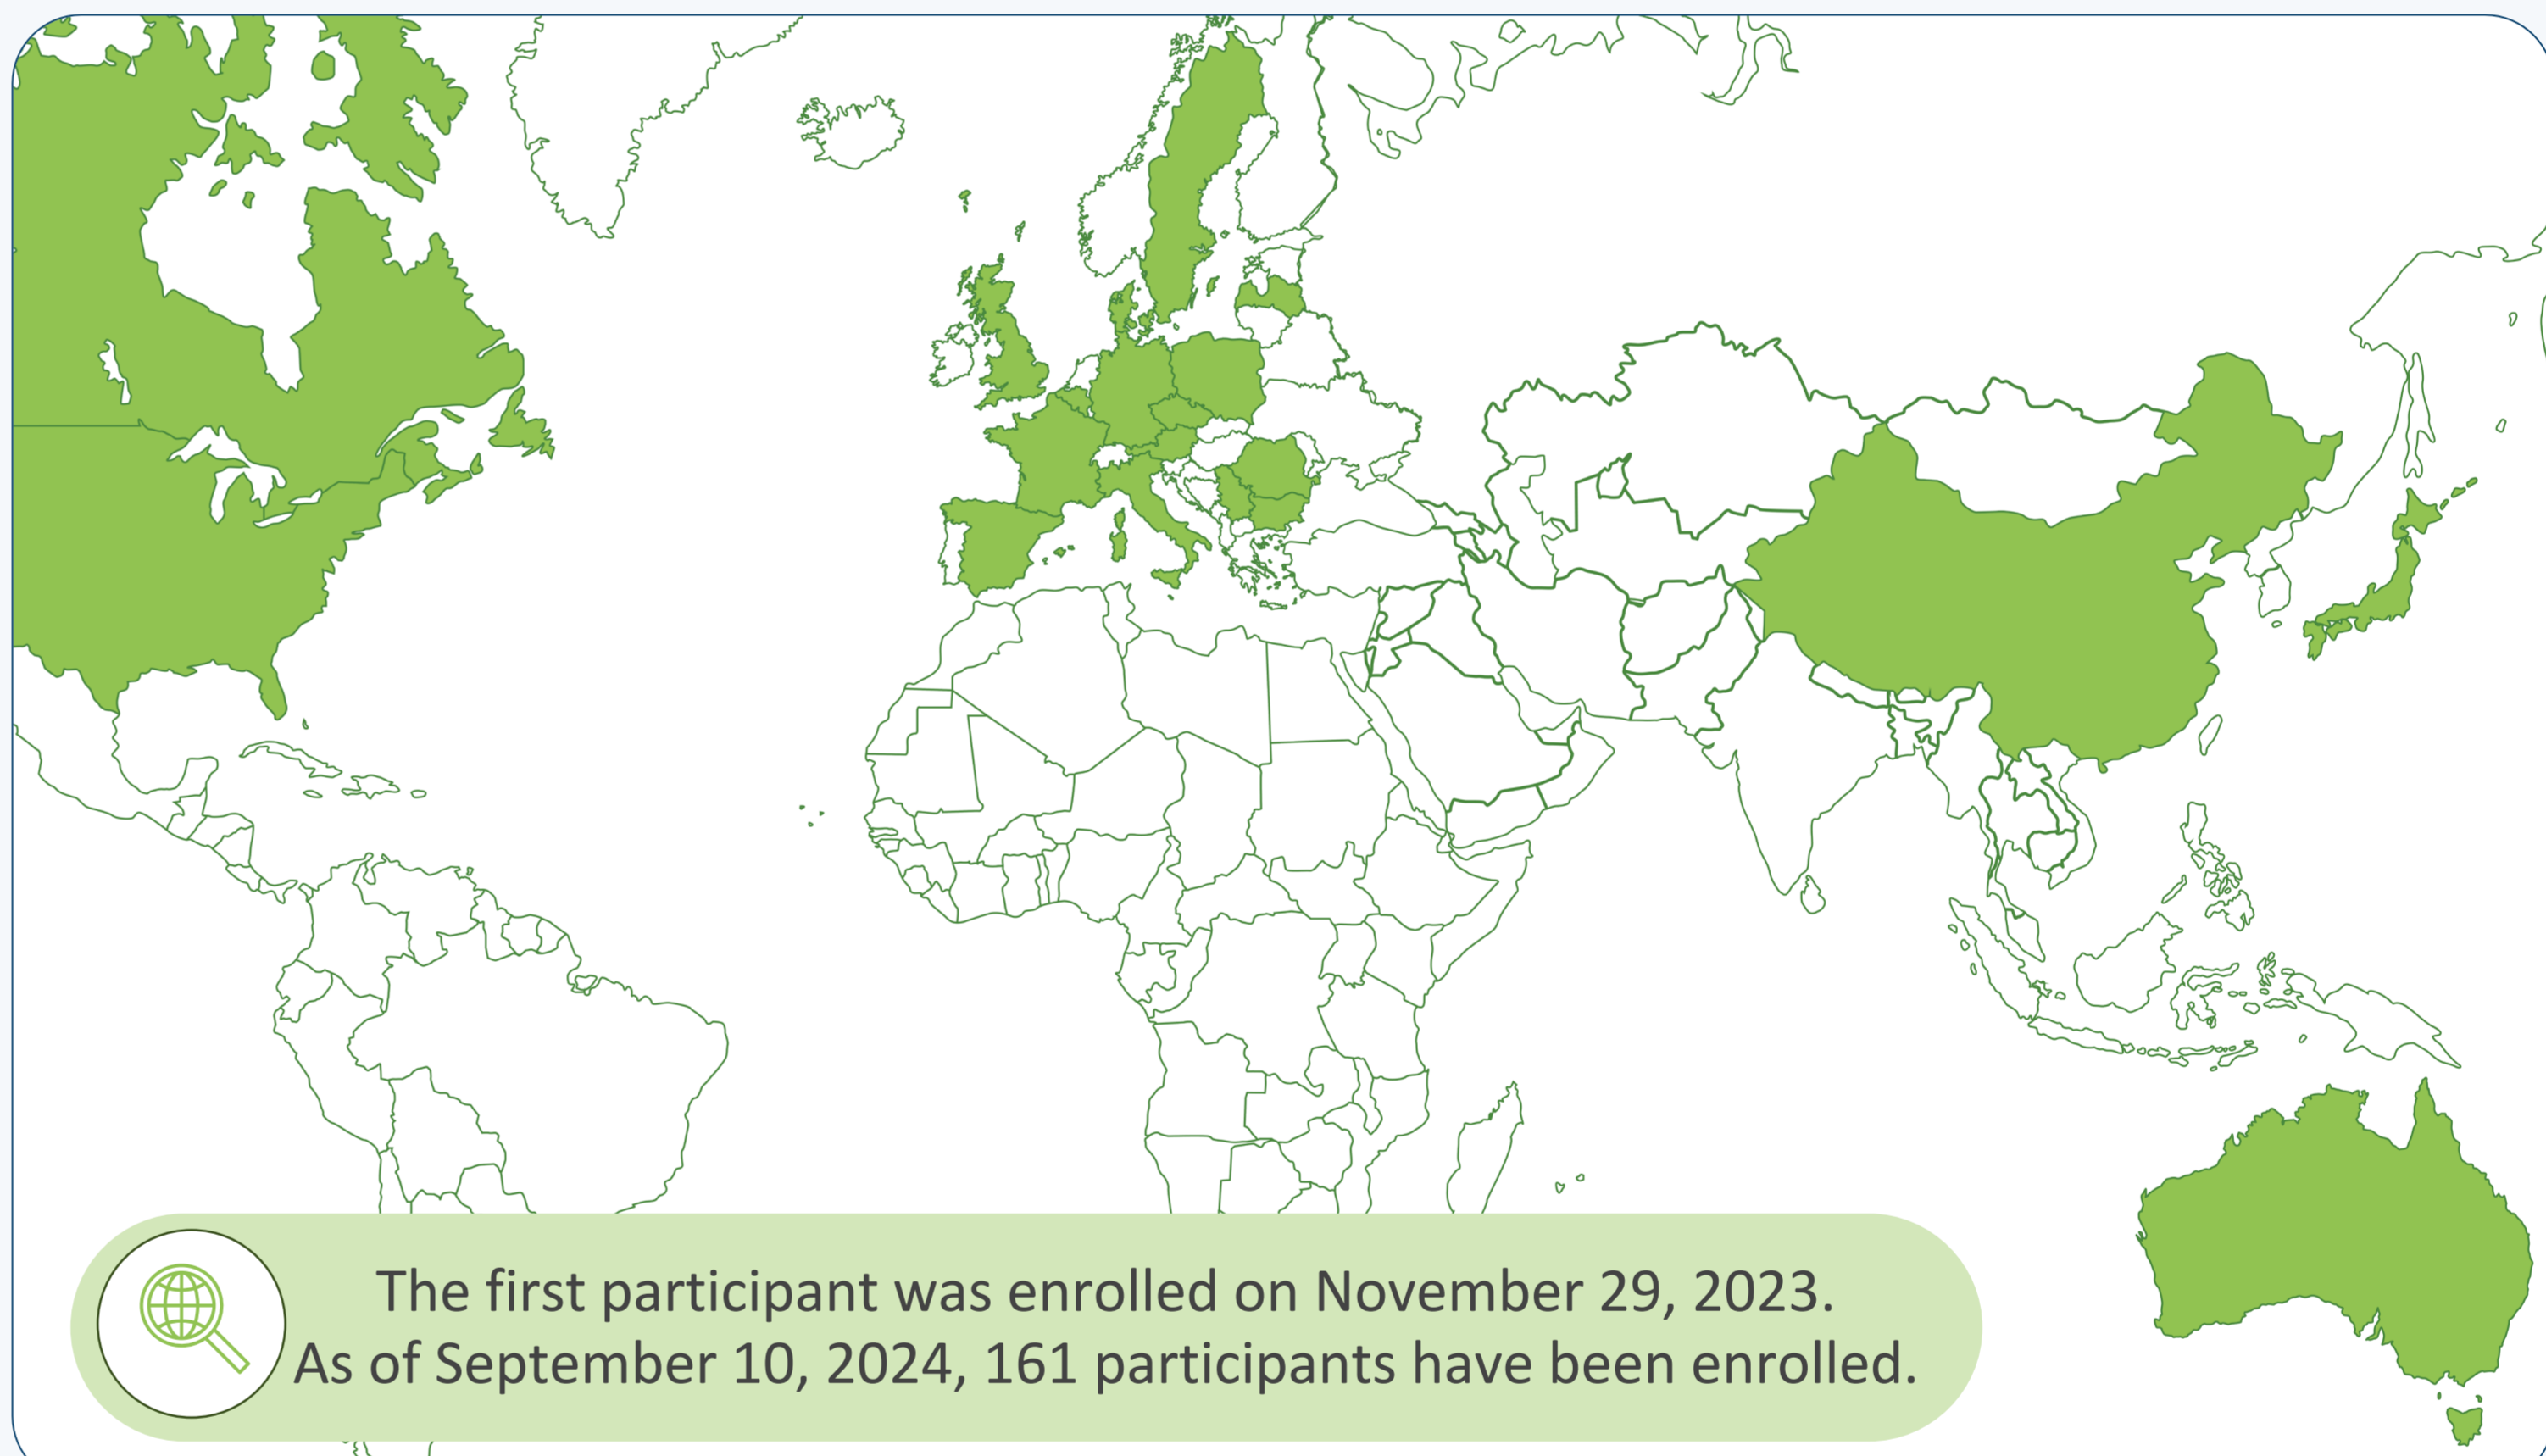 The first participant was enrolled on November 29, 2023.
As of September 10, 2024, 161 participants have been enrolled.